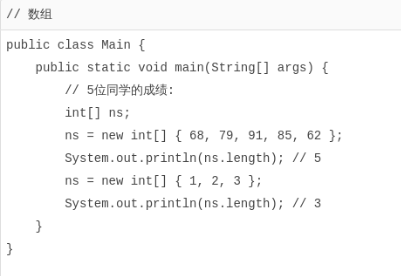 // 数组
public class Main {
    public static void main(String[] args) {
        // 5位同学的成绩:
        int[] ns;
        ns = new int[] { 68, 79, 91, 85, 62 };
        System.out.println(ns.length); // 5
        ns = new int[] { 1, 2, 3 };
        System.out.println(ns.length); // 3
    }
}